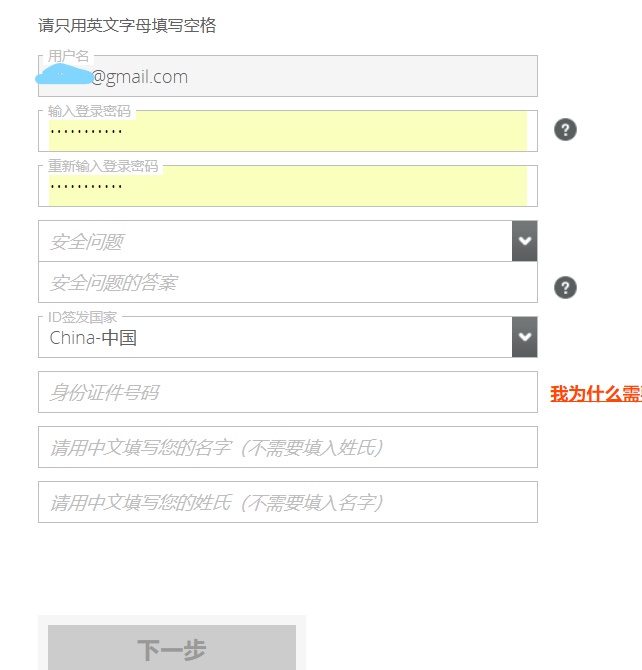 请只用英文字母填写空格
用户名
@gmail.com
输入登录密码
···········
?
重新输入登录密码
···········
安全问题
安全问题的答案
?
ID签发国家
China-中国
身份证件号码
我为什么需
请用中文填写您的名字（不需要填入姓氏）
请用中文填写您的姓氏（不需要填入名字）
下一步